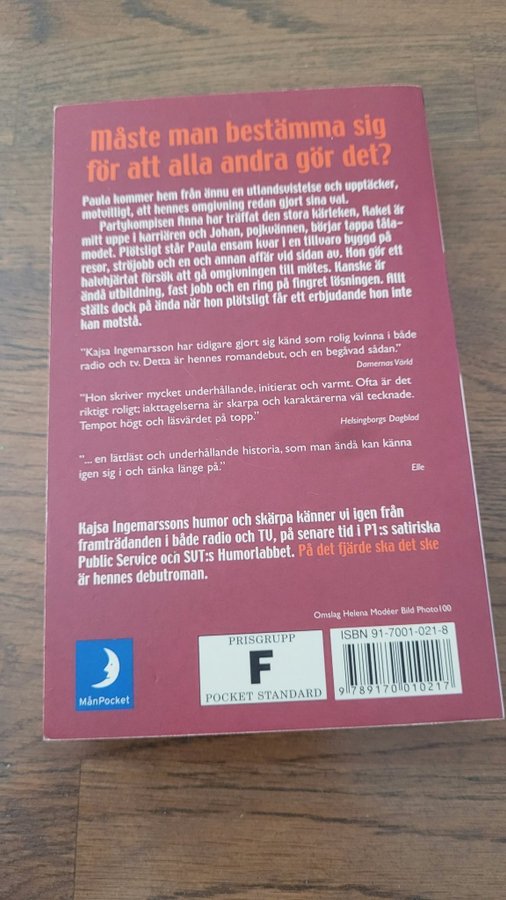 Måste man bestämma sig
för att alla andra gör det?
Paula kommer hem från ännu en utlandsvistelse och upptäcker,
motvilligt, att hennes omgivning redan gjort sina val.
Partykompisen Anna har träffat den stora kärleken, Rakel är
mitt uppe i karriären och Johan, pojkvännen, börjar tappa tåla-
modet. Plötsligt står Paula ensam kvar i en tillvaro byggd på
resor, ströjobb och en och annan affär vid sidan av. Hon gör ett
halvhjärtat försök att gå omgivningen till mötes. Kanske är
ändå utbildning, fast jobb och en ring på fingret lösningen. Allt
ställs dock på ända när hon plötsligt får ett erbjudande hon inte
kan motstå.
"Kajsa Ingemarsson har tidigare gjort sig känd som rolig kvinna i både
radio och tv. Detta är hennes romandebut, och en begåvad sådan."
Damernas Värld
"Hon skriver mycket underhållande, initierat och varmt. Ofta är det
riktigt roligt; iakttagelserna är skarpa och karaktärerna väl tecknade.
Tempot högt och läsvärdet på topp."
Helsingborgs Dagblad
"... en lättläst och underhållande historia, som man ändå kan känna
igen sig i och tänka länge på."
Elle
Kajsa Ingemarssons humor och skärpa känner vi igen från
framträdanden i både radio och TV, på senare tid i P1:s satiriska
Public Service och SVT:s Humorlabbet. På det fjärde ska det ske
är hennes debutroman.
Omslag Helena Modéer Bild Photo100
MånPocket
PRISGRUPP
F
POCKET STANDARD
ISBN 91-7001-021-8
9 789170 010217